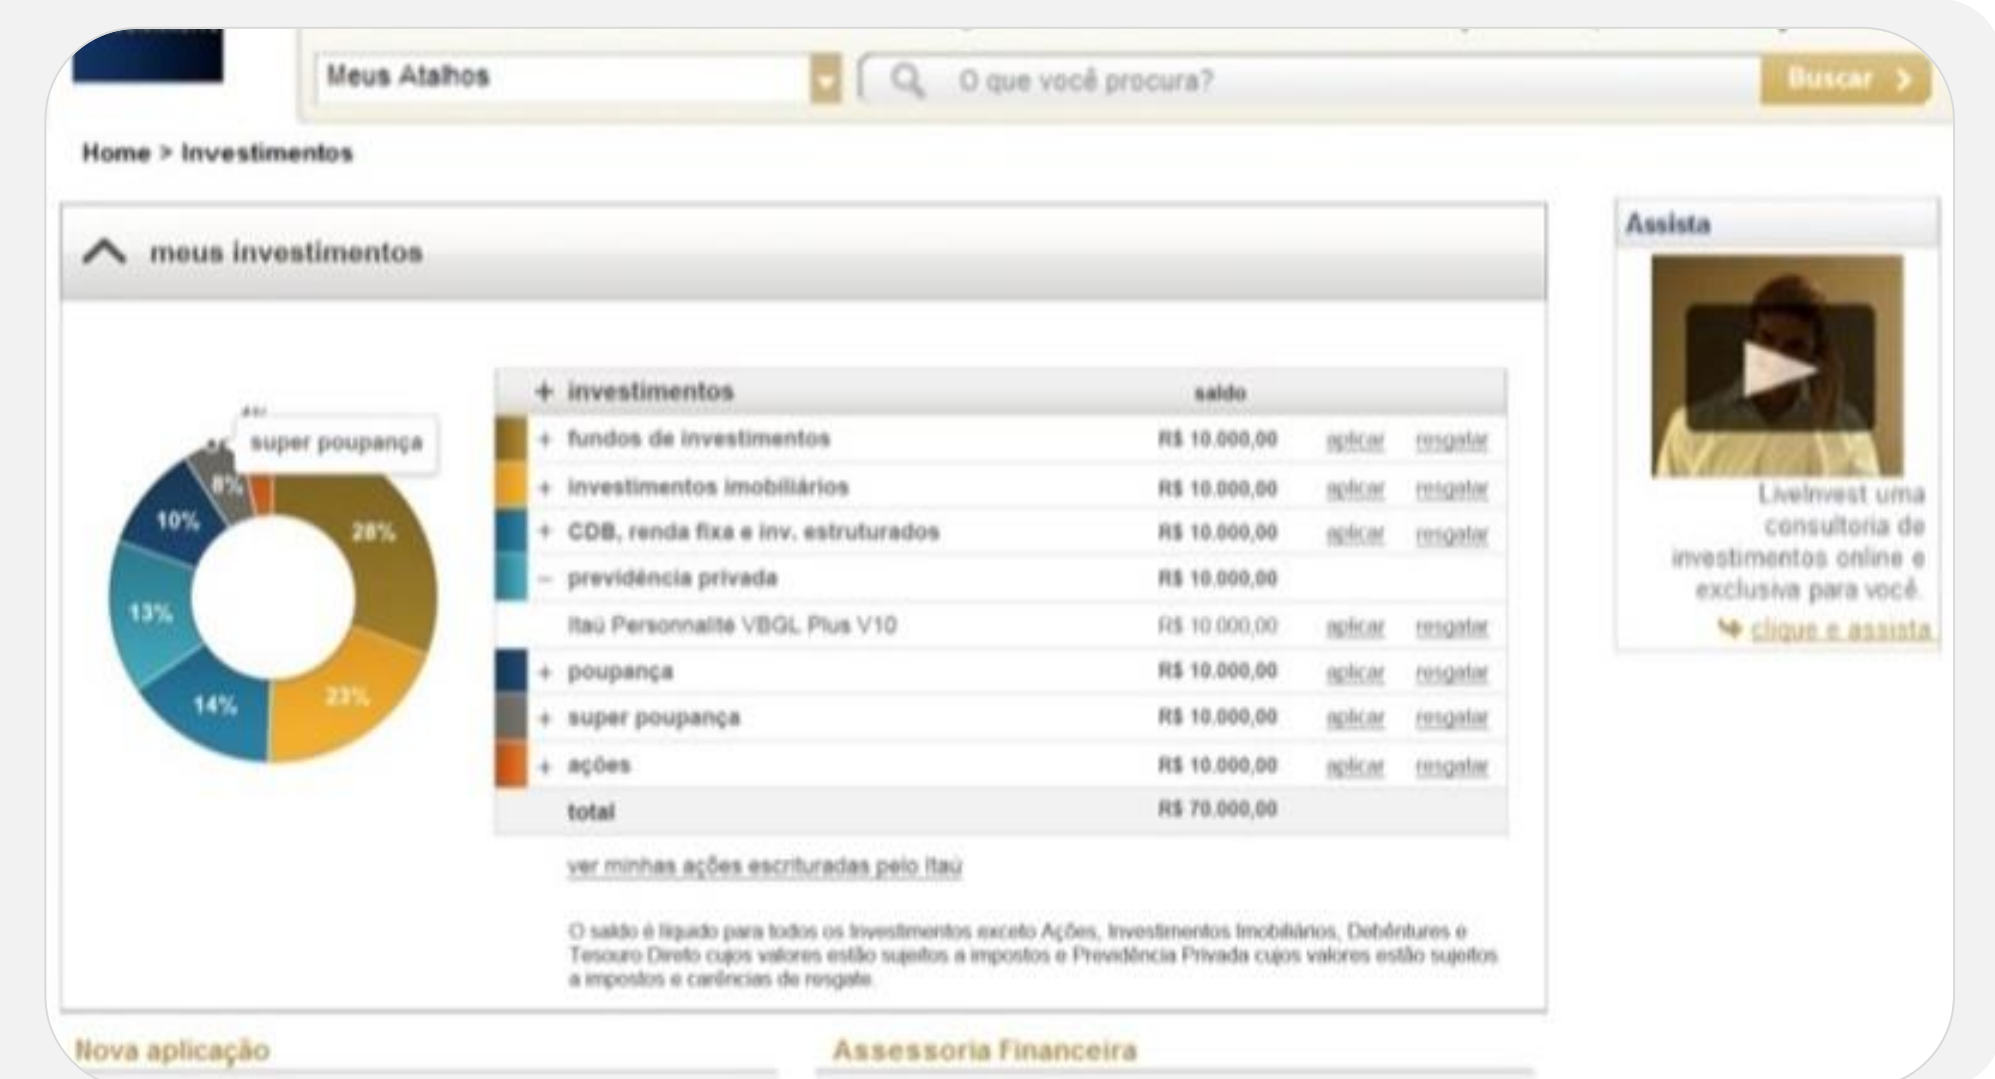 Meus Atalhos
O que você procura?
Buscar >
Home > Investimentos
meus investimentos
Assista
super poupança
8%
10%
28%
13%
14%
23%
+ investimentos saldo
+ fundos de investimentos R$ 10.000,00 aplicar resgatar
+ investimentos imobiliários R$ 10.000,00 aplicar resgatar
+ CDB, renda fixa e inv. estruturados R$ 10.000,00 aplicar resgatar
– previdência privada R$ 10.000,00
Itaú Personnalité VBGL Plus V10 R$ 10.000,00 aplicar resgatar
+ poupança R$ 10.000,00 aplicar resgatar
+ super poupança R$ 10.000,00 aplicar resgatar
+ ações R$ 10.000,00 aplicar resgatar
total R$ 70.000,00
ver minhas ações escrituradas pelo Itaú
O saldo é líquido para todos os Investimentos exceto Ações, Investimentos Imobiliários, Debêntures e
Tesouro Direto cujos valores estão sujeitos a impostos e Previdência Privada cujos valores estão sujeitos
a impostos e carências de resgate.
LiveInvest uma
consultoria de
investimentos online e
exclusiva para você.
clique e assista
Nova aplicação
Assessoria Financeira